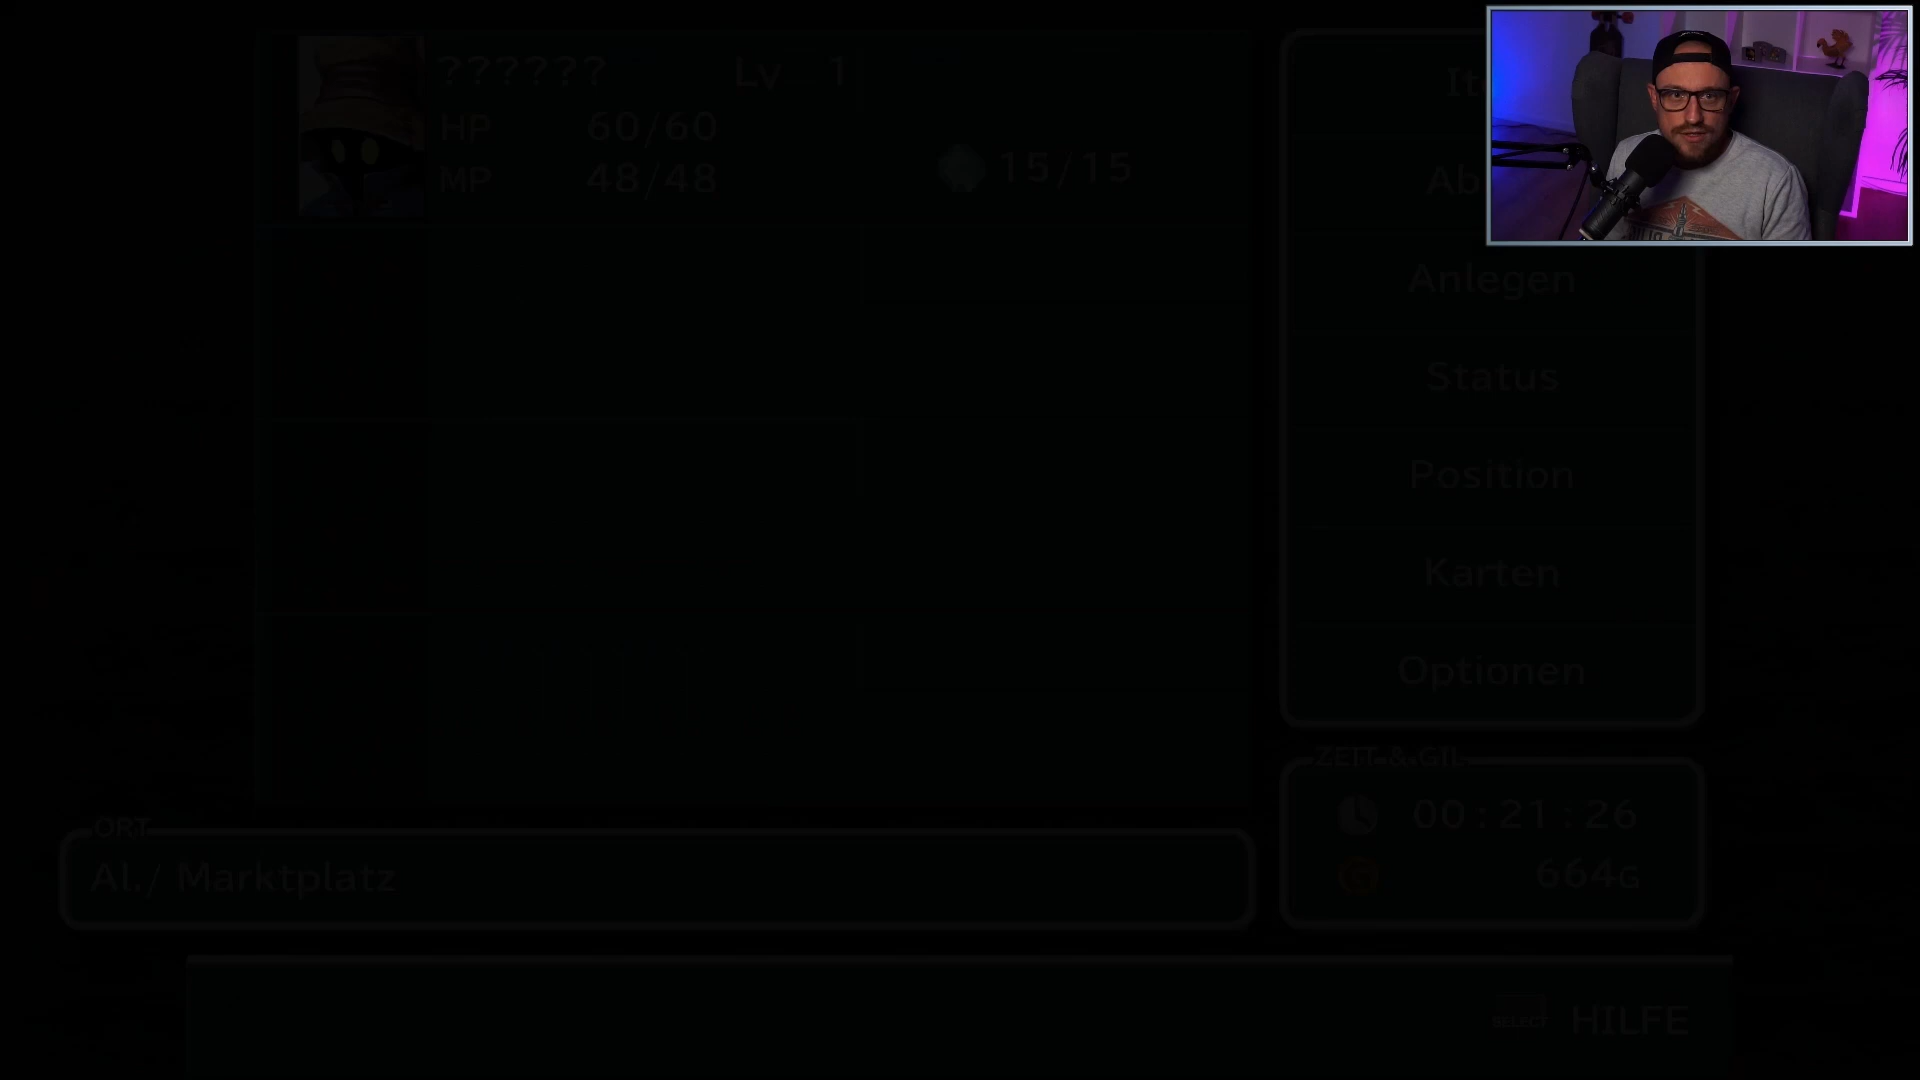 ?????? Lv 1
HP 60/60
MP 48/48
15/15
Anlegen
Status
Position
Karten
Optionen
ZEIT & GIL
00:21:26
664G
ORT
Al./ Marktplatz
SELECT HILFE